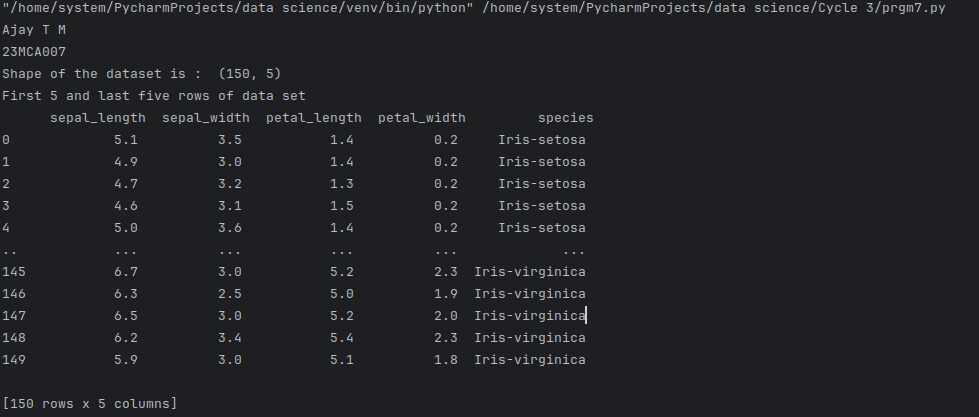 "/home/system/PycharmProjects/data science/venv/bin/python" /home/system/PycharmProjects/data science/Cycle 3/prgm7.py
Ajay T M
23MCA007
Shape of the dataset is :  (150, 5)
First 5 and last five rows of data set
      sepal_length  sepal_width  petal_length  petal_width         species
0              5.1          3.5           1.4          0.2     Iris-setosa
1              4.9          3.0           1.4          0.2     Iris-setosa
2              4.7          3.2           1.3          0.2     Iris-setosa
3              4.6          3.1           1.5          0.2     Iris-setosa
4              5.0          3.6           1.4          0.2     Iris-setosa
..             ...          ...           ...          ...             ...
145            6.7          3.0           5.2          2.3  Iris-virginica
146            6.3          2.5           5.0          1.9  Iris-virginica
147            6.5          3.0           5.2          2.0  Iris-virginica
148            6.2          3.4           5.4          2.3  Iris-virginica
149            5.9          3.0           5.1          1.8  Iris-virginica

[150 rows x 5 columns]